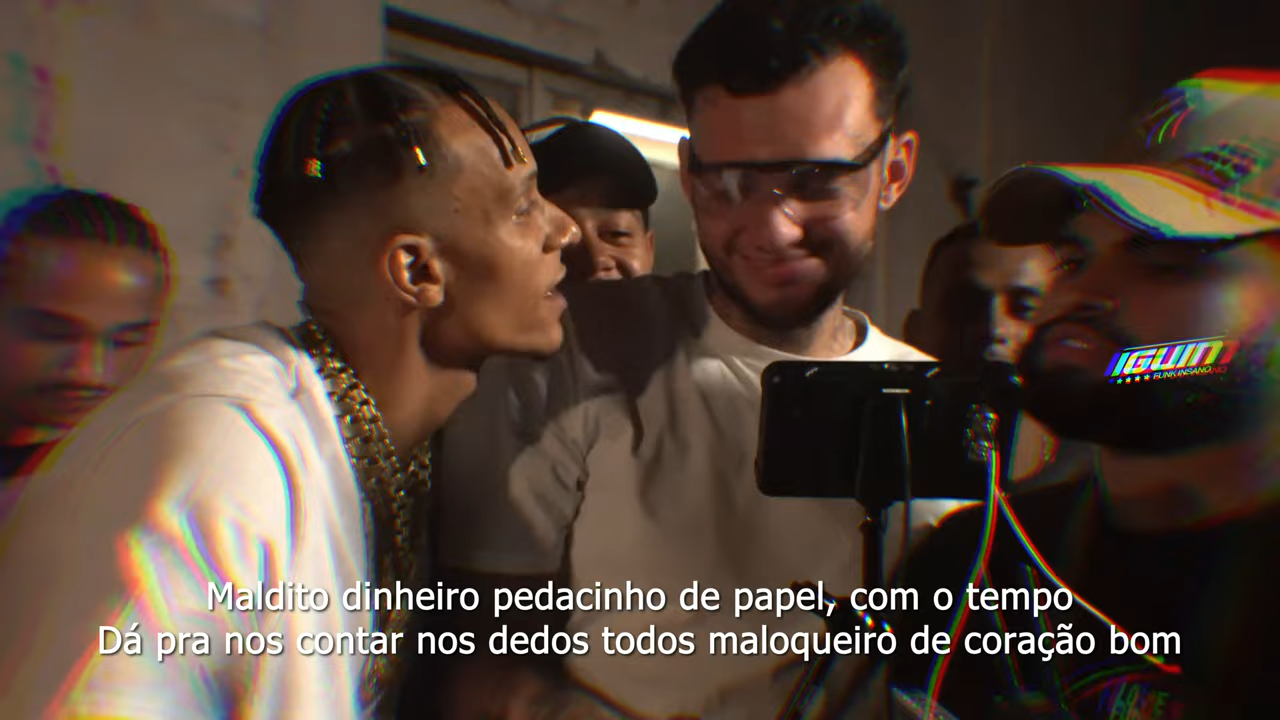 IGWIN
FUNK INSANO
Maldito dinheiro pedacinho de papel, com o tempo
Dá pra nos contar nos dedos todos maloqueiro de coração bom